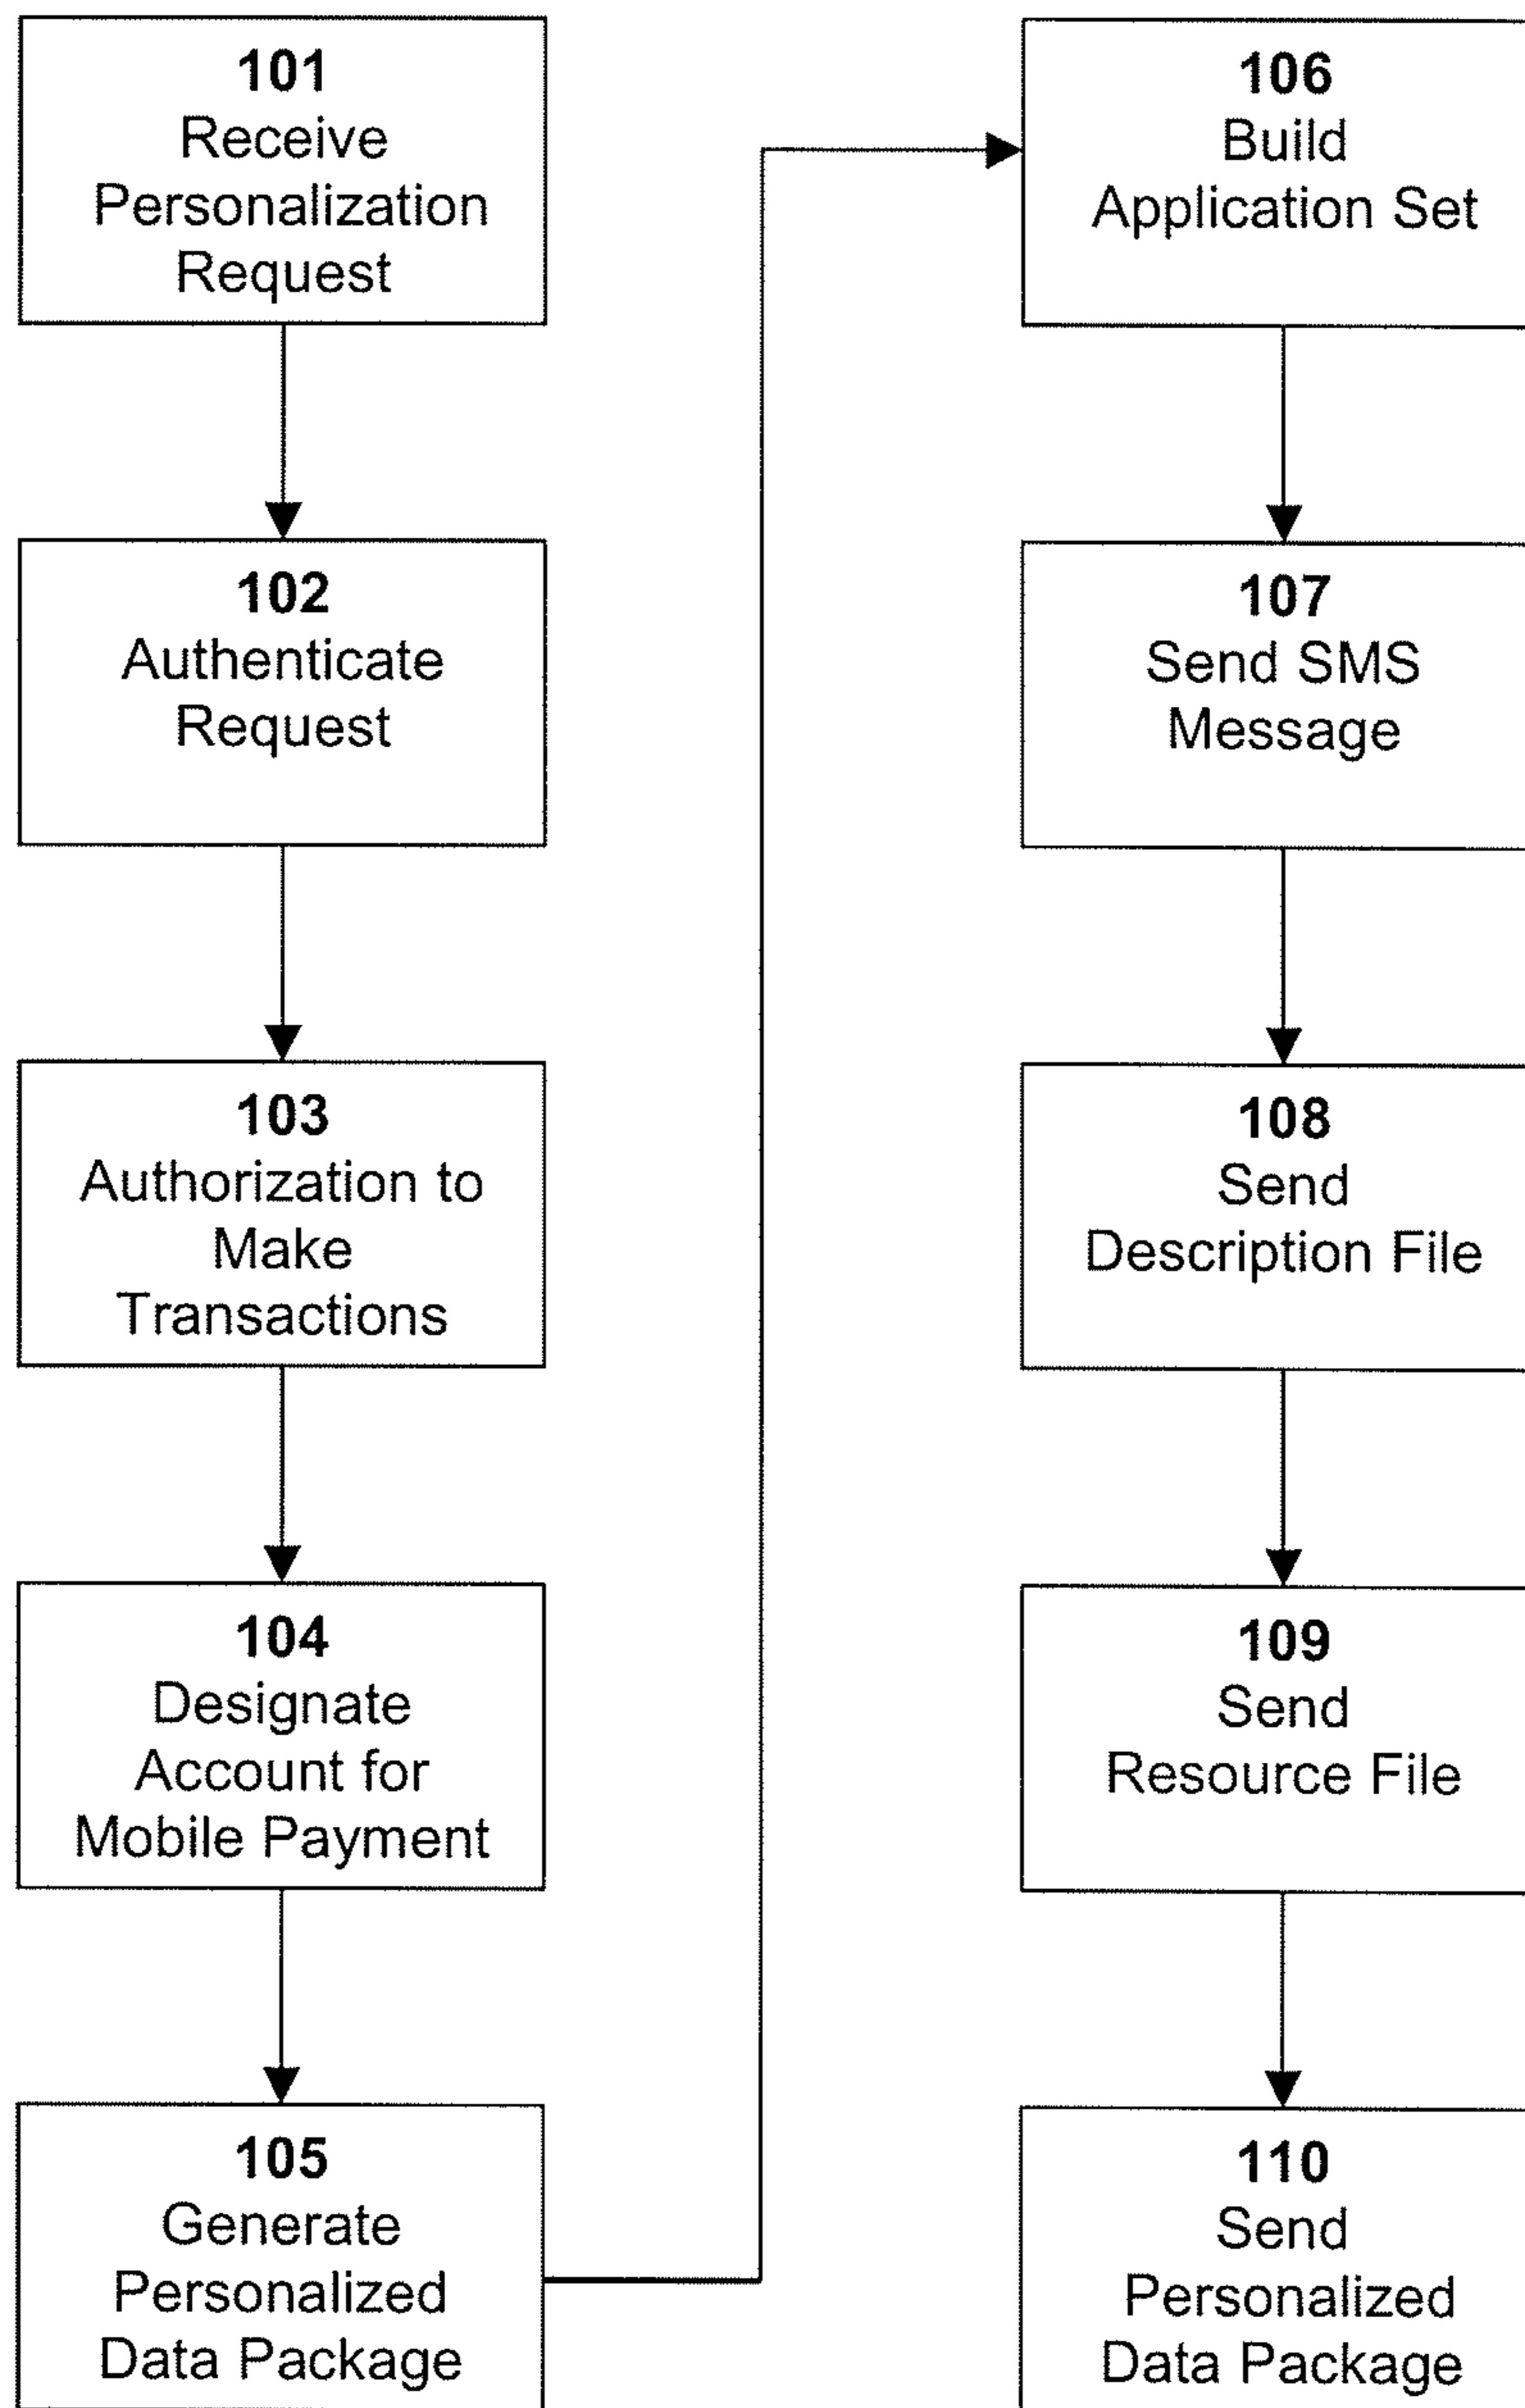 101
Receive
Personalization
Request
102
Authenticate
Request
103
Authorization to
Make
Transactions
104
Designate
Account for
Mobile Payment
105
Generate
Personalized
Data Package
106
Build
Application Set
107
Send SMS
Message
108
Send
Description File
109
Send
Resource File
110
Send
Personalized
Data Package